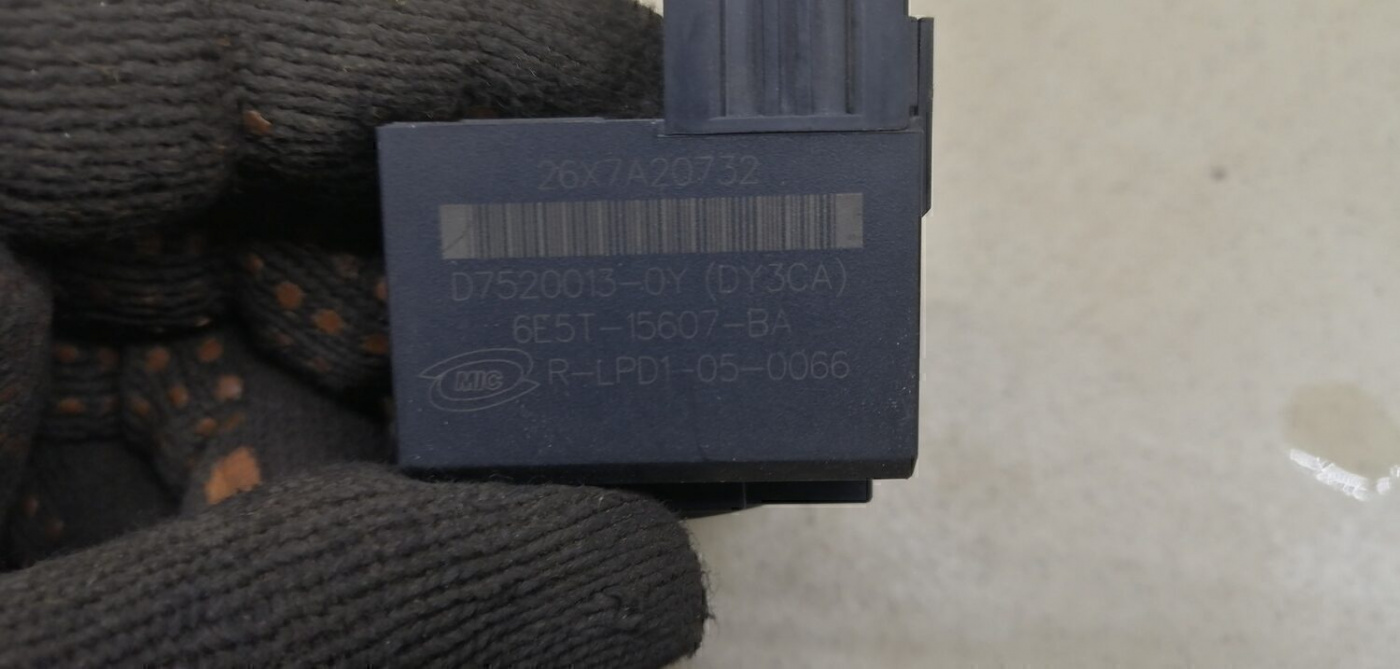 26X7A20732
D7520013-0Y (DY3CA)
6E5T-15607-BA
MIC R-LPD1-05-0066